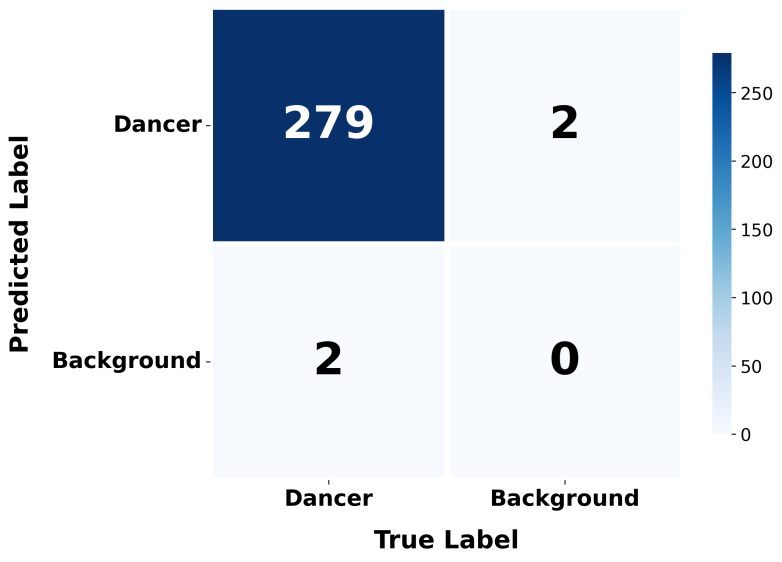 Dancer
279
2
250
200
150
100
50
0
Predicted Label
Background
2
0
Dancer
Background
True Label